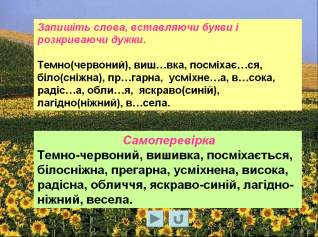 Запишіть слова, вставляючи букви і
розкриваючи дужки.
Темно(червоний), виш…вка, посміхає…ся,
біло(сніжна), пр…гарна, усміхне…а, в…сока,
радіс…а, обли…я, яскраво(синій),
лагідно(ніжний), в…села.
Самоперевірка
Темно-червоний, вишивка, посміхається,
білосніжна, прегарна, усміхнена, висока,
радісна, обличчя, яскраво-синій, лагідно-
ніжний, весела.